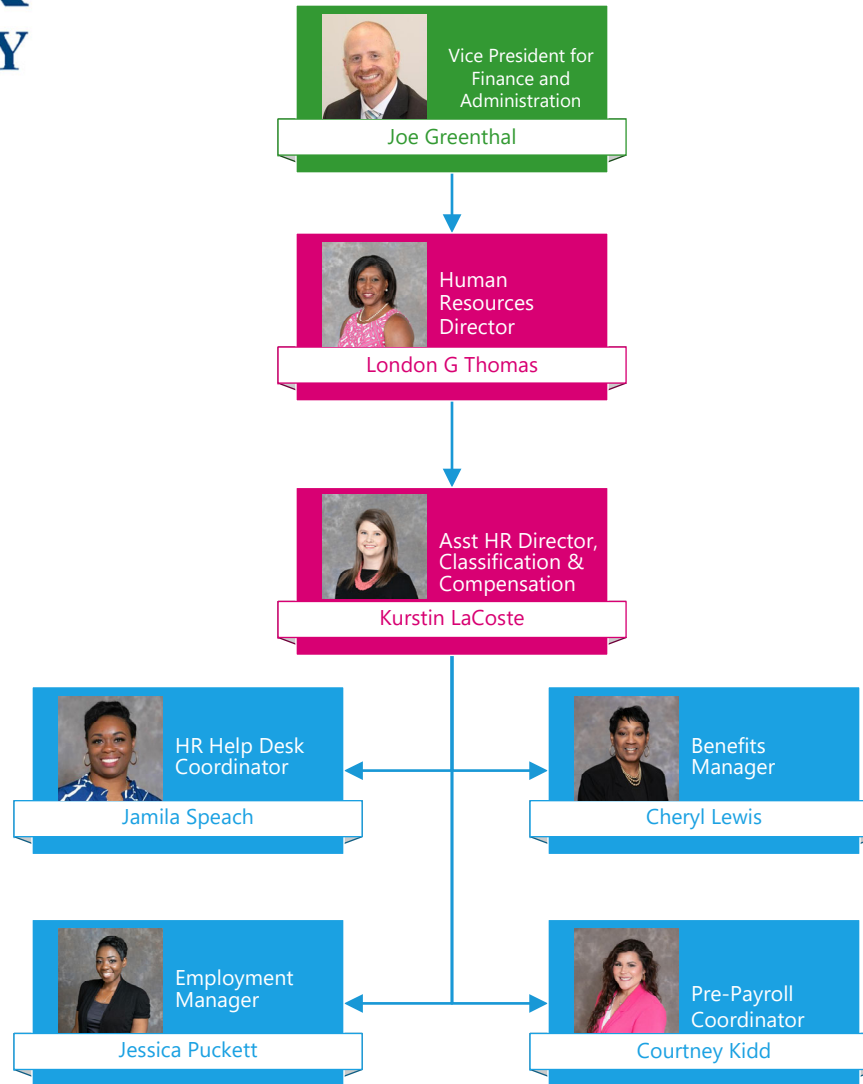 Y
Vice President for
Finance and
Administration
Joe Greenthal
Human
Resources
Director
London G Thomas
Asst HR Director,
Classification &
Compensation
Kurstin LaCoste
HR Help Desk
Coordinator
Jamila Speach
Benefits
Manager
Cheryl Lewis
Employment
Manager
Jessica Puckett
Pre-Payroll
Coordinator
Courtney Kidd